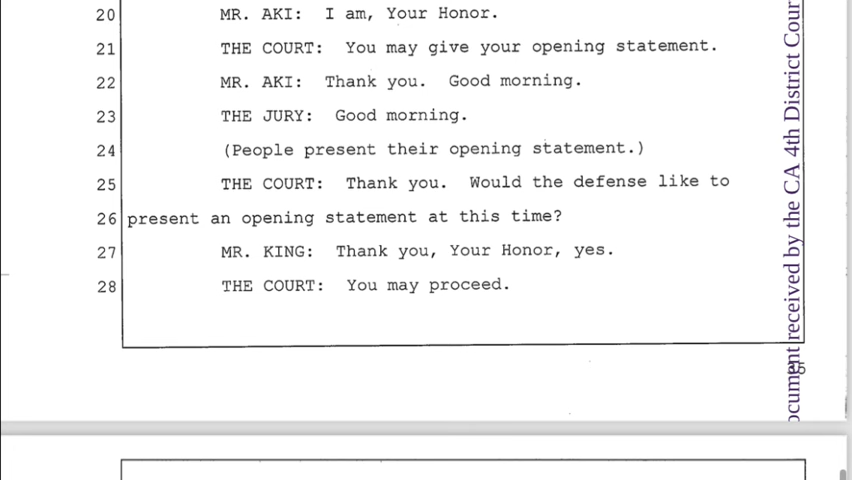 20 MR. AKI: I am, Your Honor.
21 THE COURT: You may give your opening statement.
22 MR. AKI: Thank you. Good morning.
23 THE JURY: Good morning.
24 (People present their opening statement.)
25 THE COURT: Thank you. Would the defense like to
26 present an opening statement at this time?
27 MR. KING: Thank you, Your Honor, yes.
28 THE COURT: You may proceed.
35
ocument received by the CA 4th District Cour